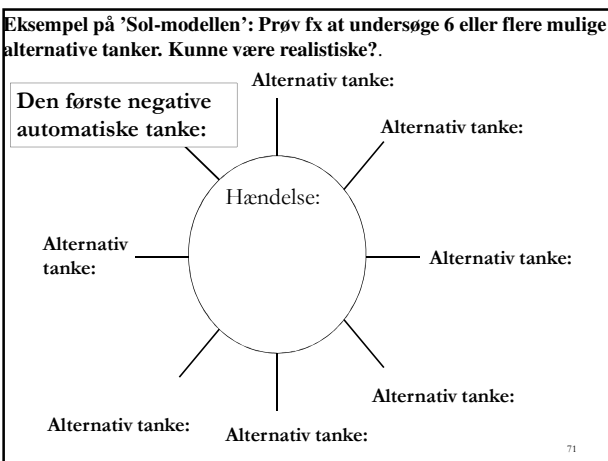 Eksempel på ’Sol-modellen’: Prøv fx at undersøge 6 eller flere mulige
alternative tanker. Kunne være realistiske?.
Alternativ tanke:
Den første negative
automatiske tanke:
Alternativ tanke:
Hændelse:
Alternativ
tanke:
Alternativ tanke:
Alternativ tanke:
Alternativ tanke:
Alternativ tanke:
71